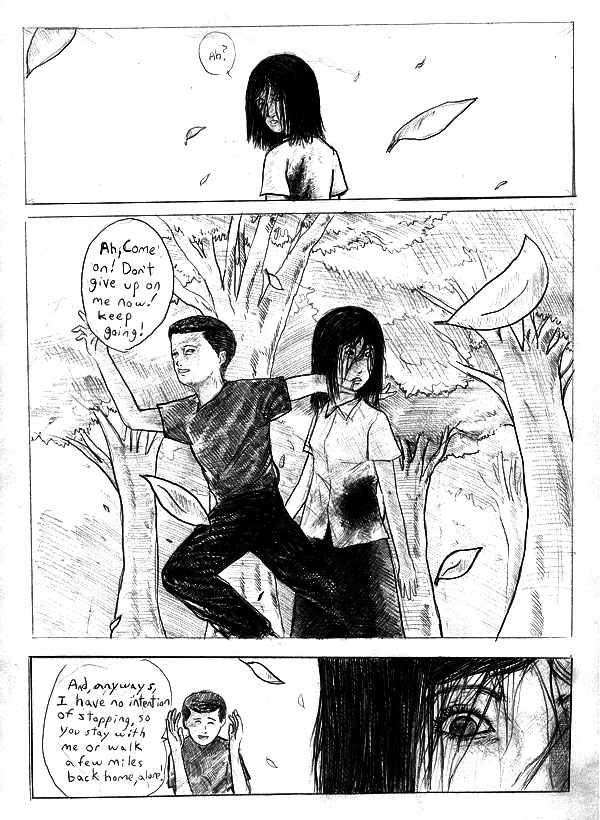 Ah?
Ah, Come
on! Don't
give up on
me now!
keep
going!
And, anyways,
I have no intention
of stopping, so
you stay with
me or walk
a few miles
back home, alone!